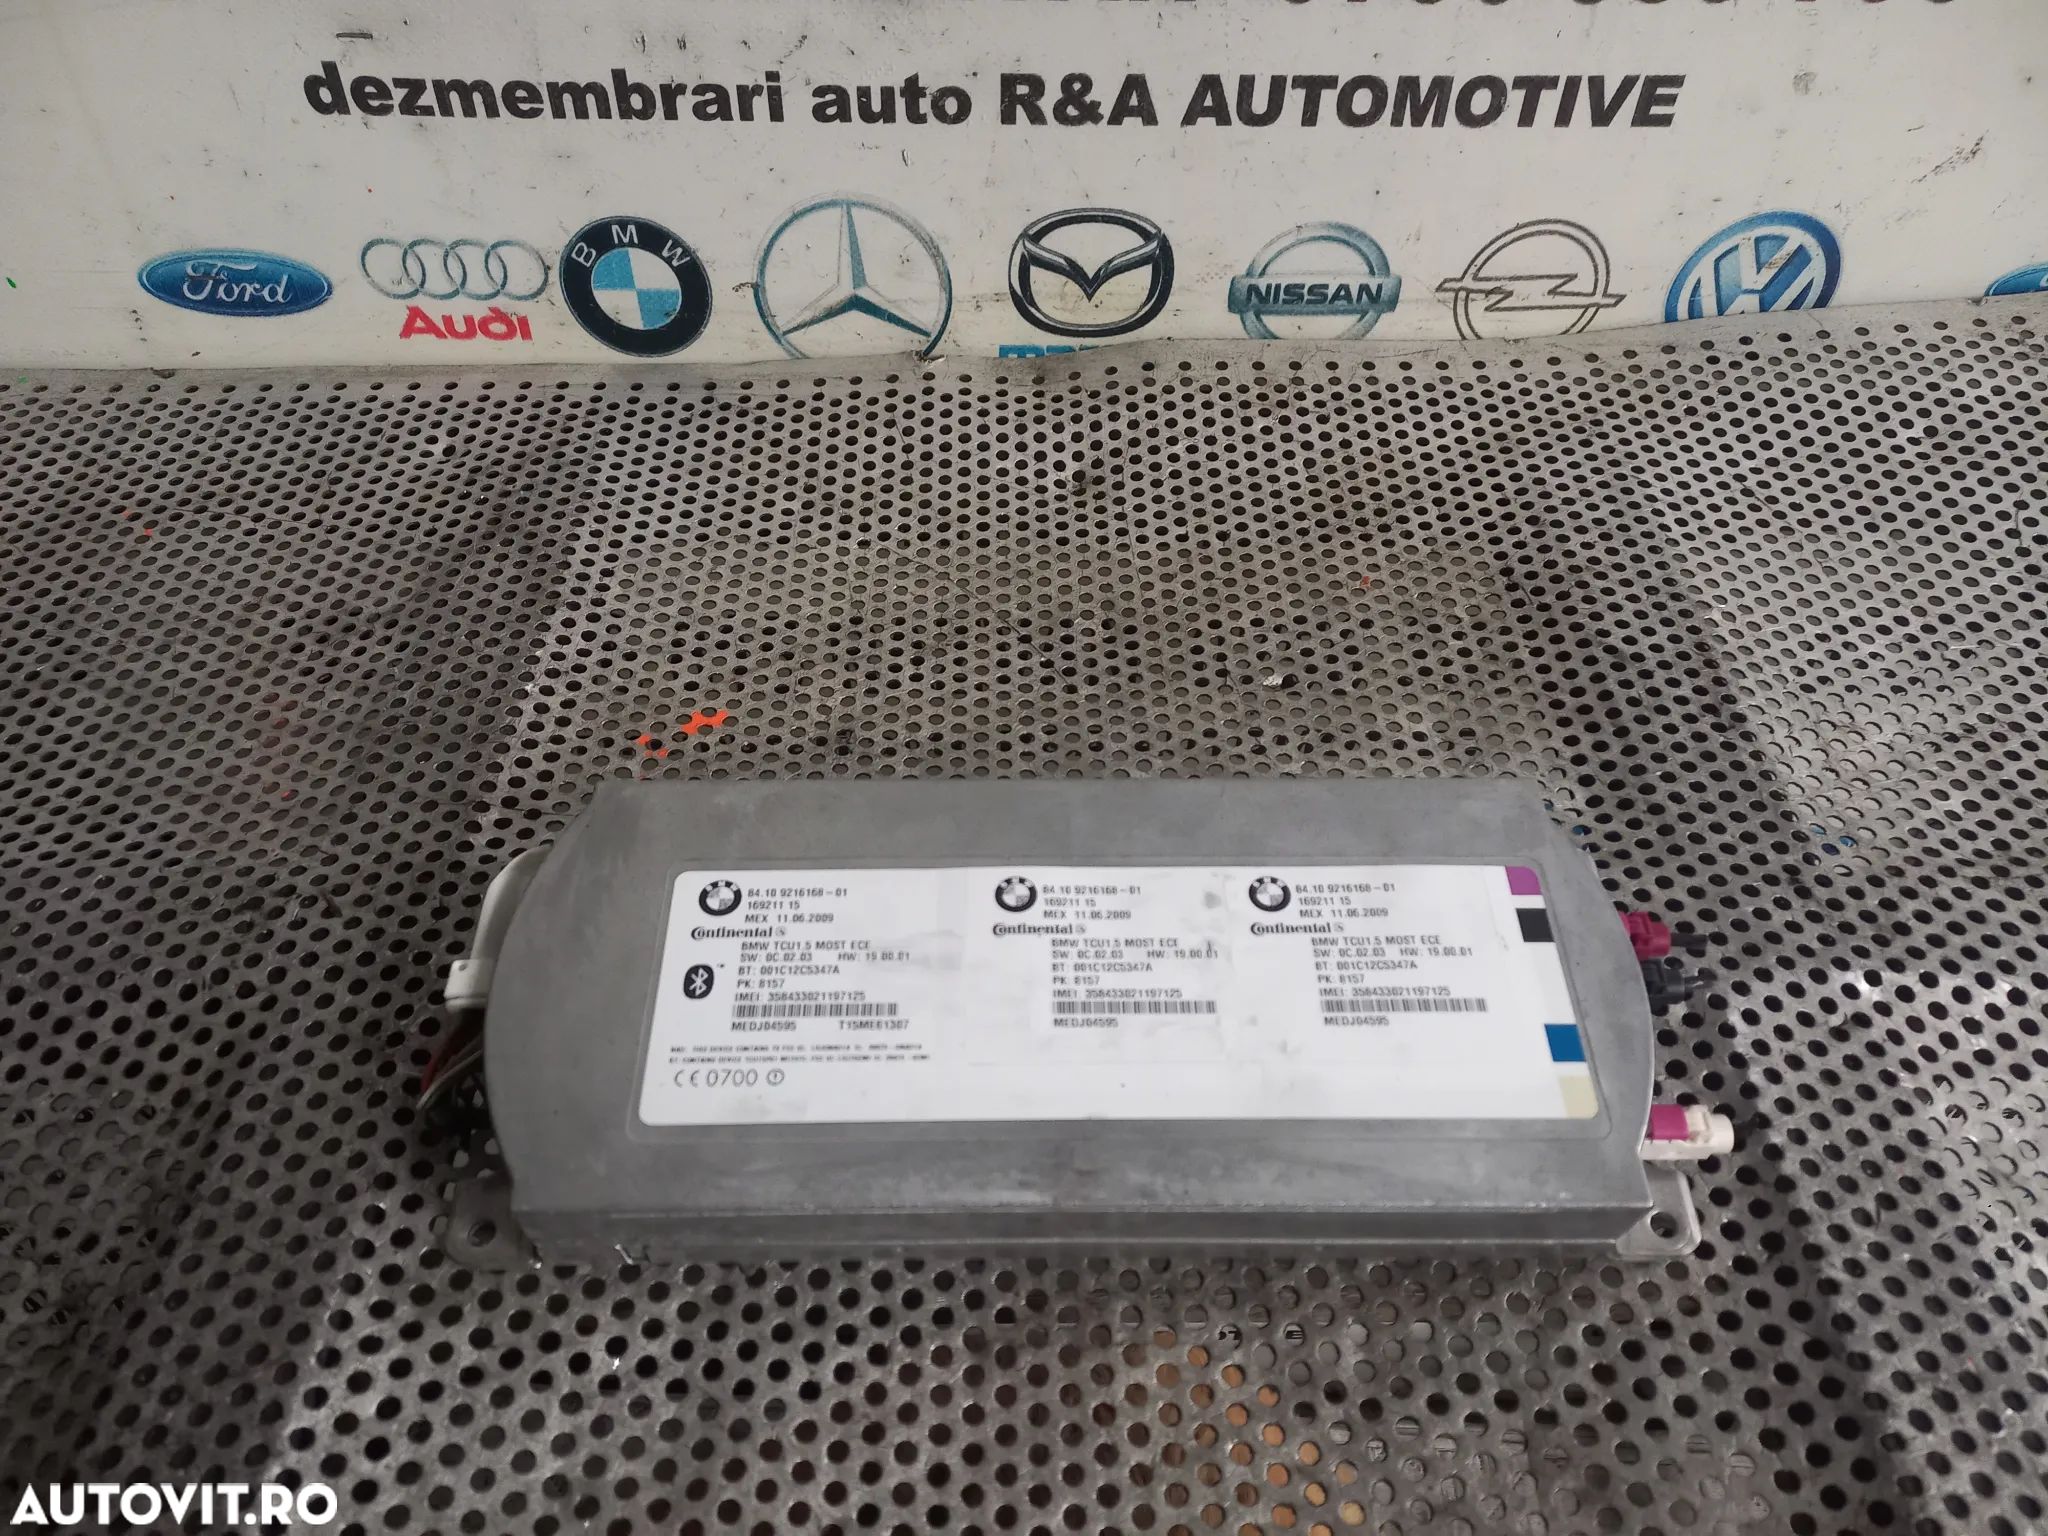 dezmembrari auto R&A AUTOMOTIVE
Ford
Audi
BMW
NISSAN
84.10 9216168-01
169211 15
MEX 11.06.2009
Continental
BMW TCU1.5 MOST ECE
SW: 0C.02.03 HW: 19.00.01
BT: 001C12C5347A
PK: 8157
IMEI: 358433021197125
MEDJ04595 T15ME61307
CE 0700
84.10 9216168-01
169211 15
MEX 11.06.2009
Continental
BMW TCU1.5 MOST ECE
SW: 0C.02.03 HW: 19.00.01
BT: 001C12C5347A
PK: 8157
IMEI: 358433021197125
MEDJ04595
84.10 9216168-01
169211 15
MEX 11.06.2009
Continental
BMW TCU1.5 MOST ECE
SW: 0C.02.03 HW: 19.00.01
BT: 001C12C5347A
PK: 8157
IMEI: 358433021197125
MEDJ04595
AUTOVIT.RO